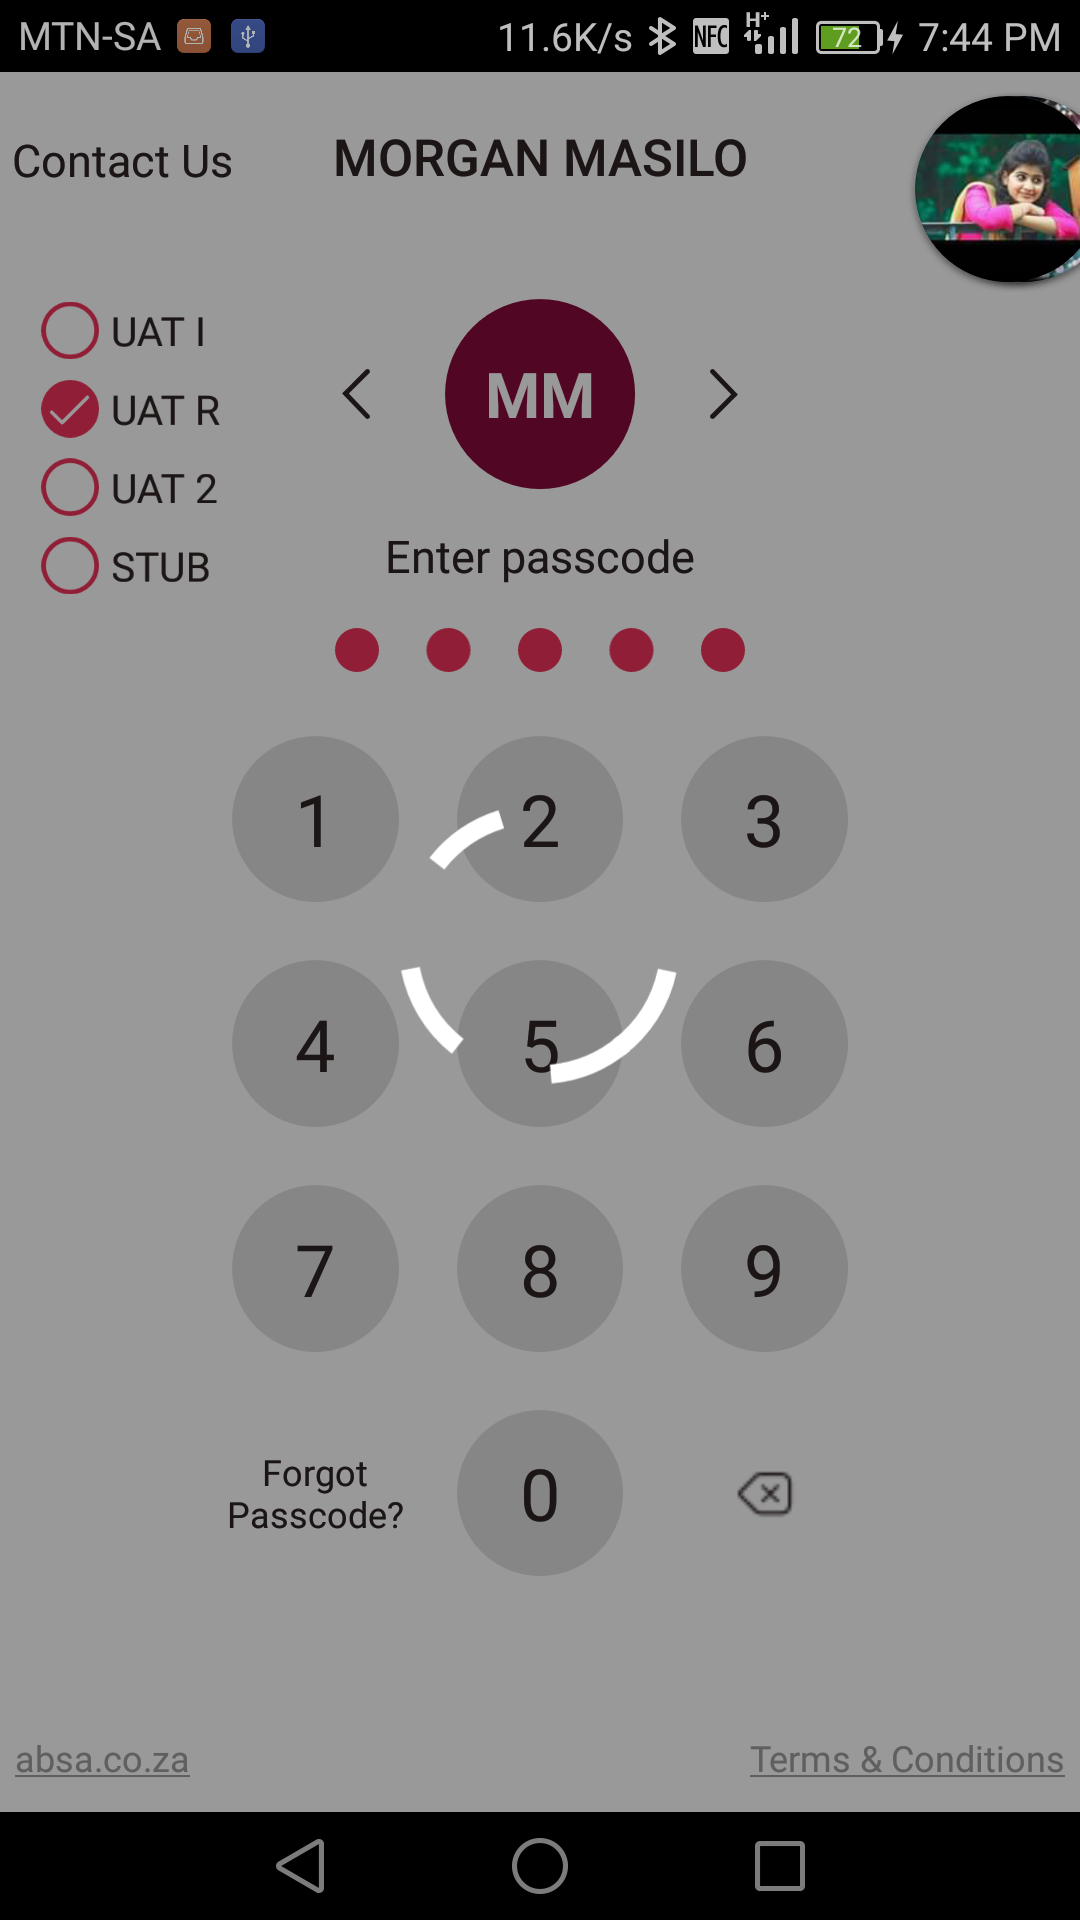 MTN-SA 11.6K/s NFC H+ 72 7:44 PM
Contact Us MORGAN MASILO
UAT I
UAT R
UAT 2
STUB
MM
Enter passcode
1 2 3
4 5 6
7 8 9
Forgot
Passcode?
0
absa.co.za Terms & Conditions